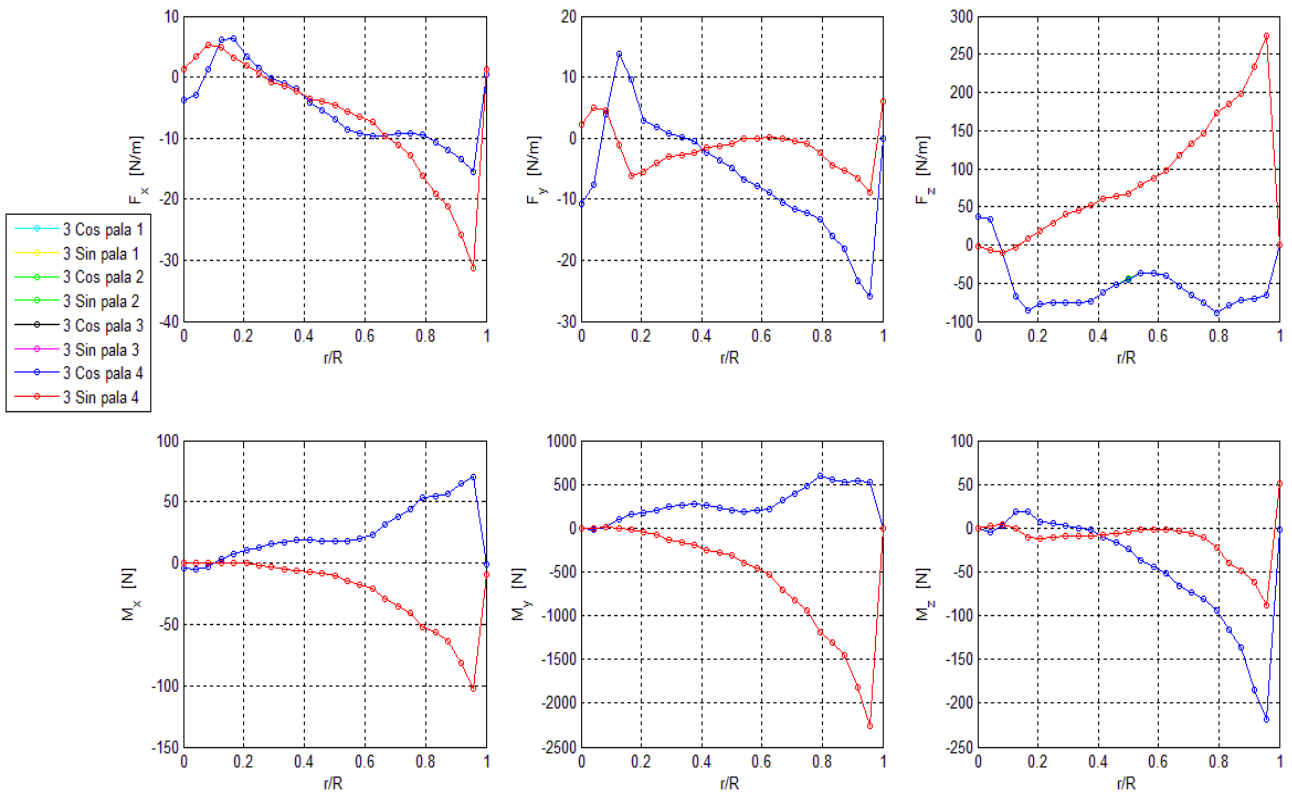 10
0
-10
-20
-30
-40
F_x [N/m]
0 0.2 0.4 0.6 0.8 1
r/R
20
10
0
-10
-20
-30
F_y [N/m]
0 0.2 0.4 0.6 0.8 1
r/R
300
250
200
150
100
50
0
-50
-100
F_z [N/m]
0 0.2 0.4 0.6 0.8 1
r/R
3 Cos pala 1
3 Sin pala 1
3 Cos pala 2
3 Sin pala 2
3 Cos pala 3
3 Sin pala 3
3 Cos pala 4
3 Sin pala 4
100
50
0
-50
-100
-150
M_x [N]
0 0.2 0.4 0.6 0.8 1
r/R
1000
500
0
-500
-1000
-1500
-2000
-2500
M_y [N]
0 0.2 0.4 0.6 0.8 1
r/R
100
50
0
-50
-100
-150
-200
-250
M_z [N]
0 0.2 0.4 0.6 0.8 1
r/R